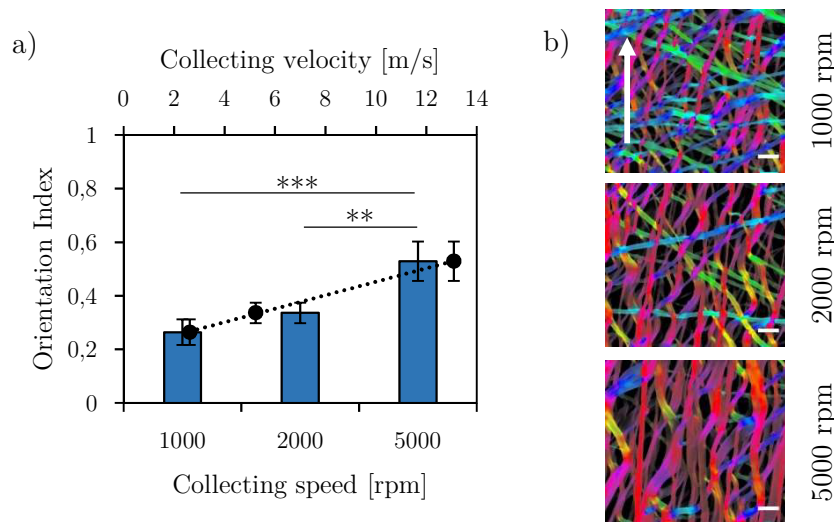 a)
Collecting velocity [m/s]
0 2 4 6 8 10 12 14
1
0,8
0,6
0,4
0,2
0
Orientation Index
***
**
1000 2000 5000
Collecting speed [rpm]
b)
1000 rpm
2000 rpm
5000 rpm